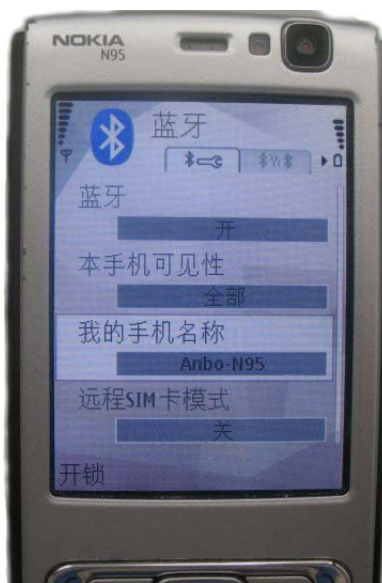 NOKIA
N95
蓝牙
蓝牙
开
本手机可见性
全部
我的手机名称
Anbo-N95
远程SIM卡模式
关
开锁